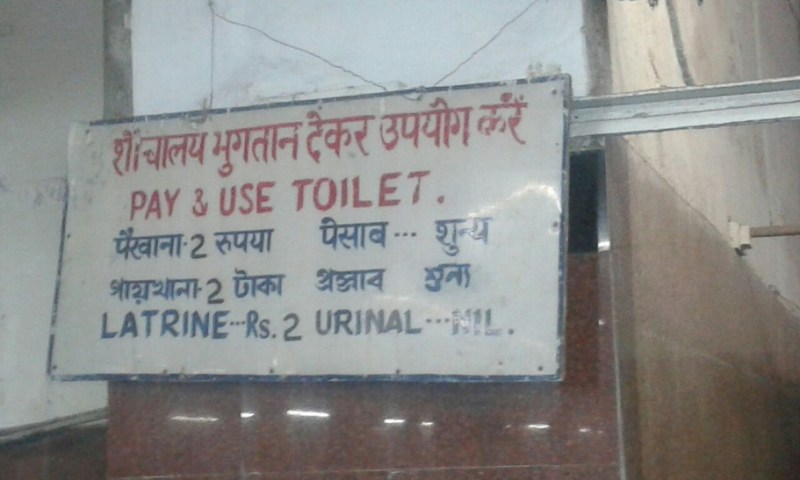 शौचालय भुगतान देकर उपयोग करें
PAY & USE TOILET.
पैखाना-2 रुपया पेसाब... शुन्य
পায়খানা-2 টাকা প্রস্রাব শুন্য
LATRINE...Rs.2 URINAL...NIL.